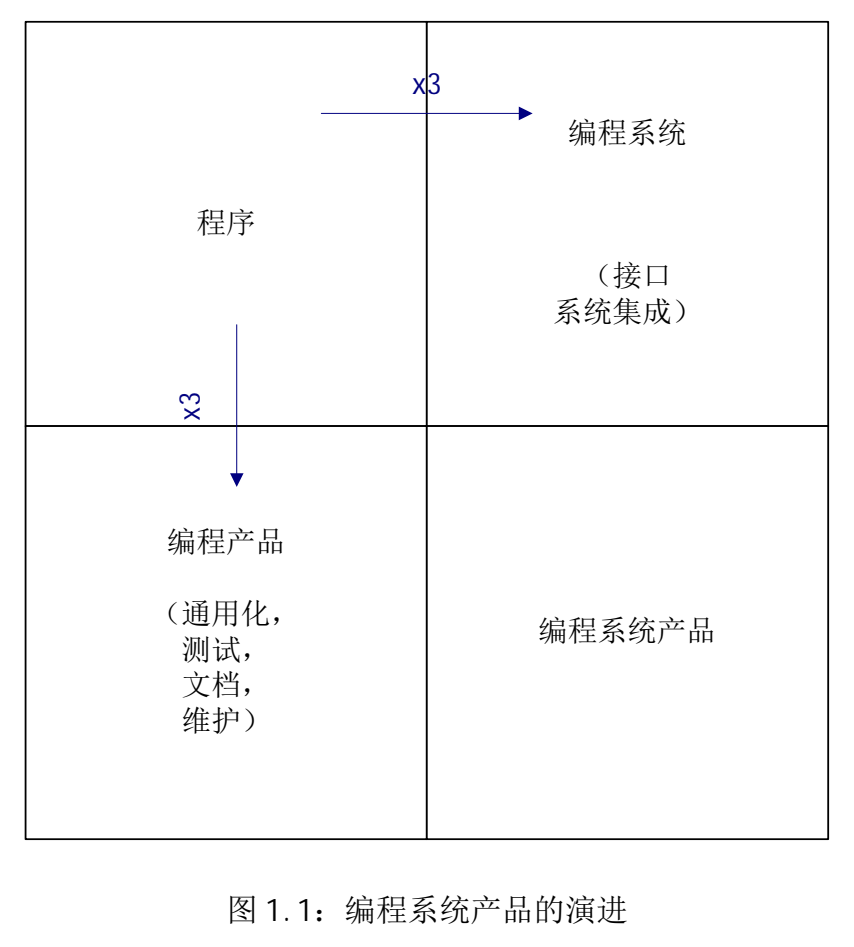 x3
编程系统
程序
（接口
系统集成）
x3
编程产品
（通用化，
测试，
文档，
维护）
编程系统产品
图 1.1：编程系统产品的演进